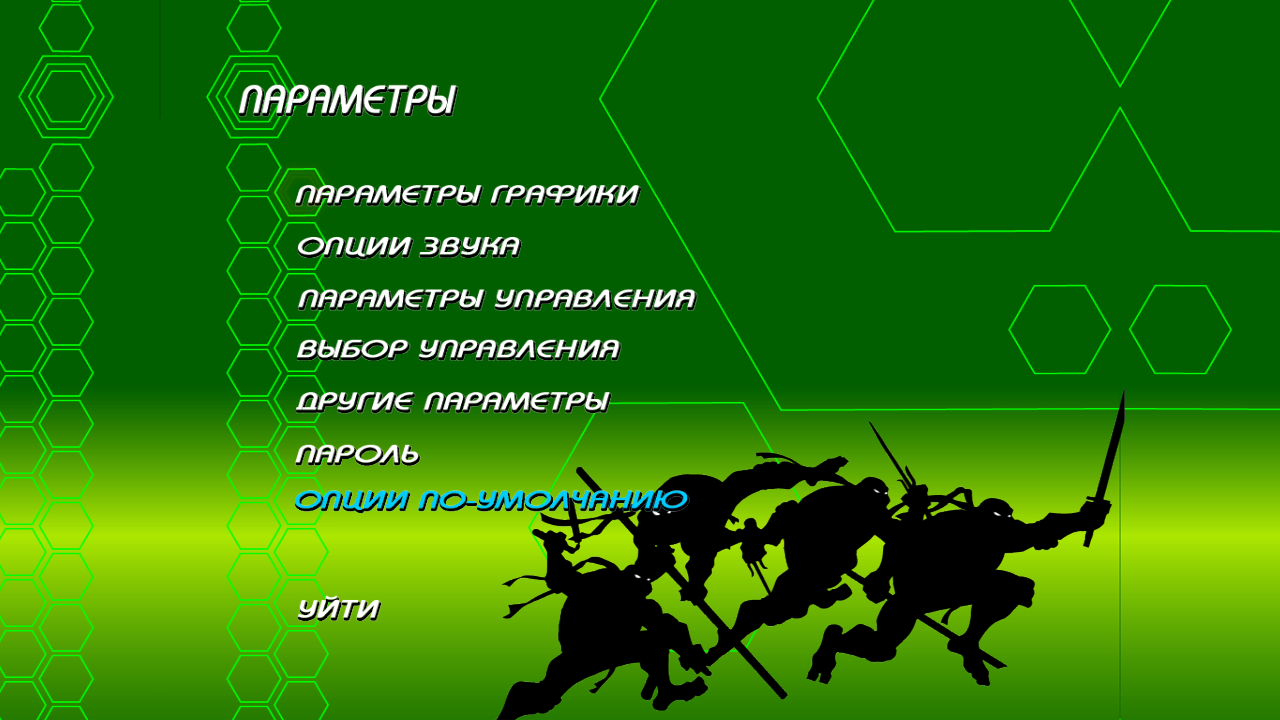 ПАРАМЕТРЫ
ПАРАМЕТРЫ ГРАФИКИ
ОПЦИИ ЗВУКА
ПАРАМЕТРЫ УПРАВЛЕНИЯ
ВЫБОР УПРАВЛЕНИЯ
ДРУГИЕ ПАРАМЕТРЫ
ПАРОЛЬ
ОПЦИИ ПО-УМОЛЧАНИЮ
УЙТИ